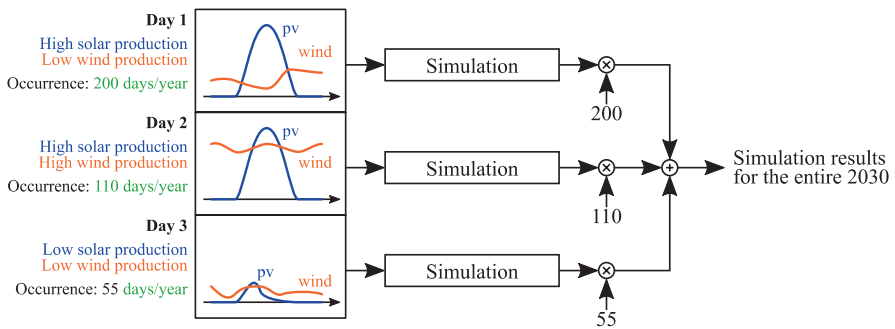 Day 1
High solar production
Low wind production
Occurrence: 200 days/year
pv
wind
Simulation
200
Day 2
High solar production
High wind production
Occurrence: 110 days/year
pv
wind
Simulation
110
Simulation results
for the entire 2030
Day 3
Low solar production
Low wind production
Occurrence: 55 days/year
pv
wind
Simulation
55